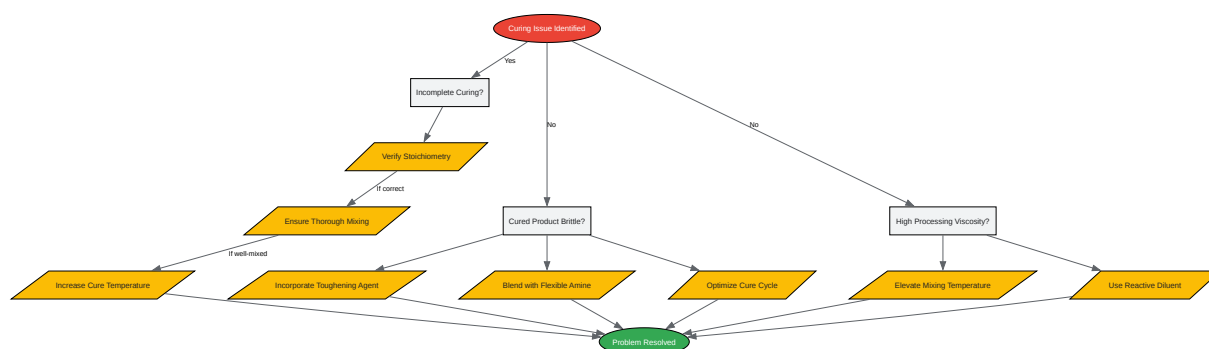 Curing Issue Identified
Yes
Incomplete Curing?
No
No
Verify Stoichiometry
If correct
Ensure Thorough Mixing
Cured Product Brittle?
High Processing Viscosity?
If well-mixed
Increase Cure Temperature
Incorporate Toughening Agent
Blend with Flexible Amine
Optimize Cure Cycle
Elevate Mixing Temperature
Use Reactive Diluent
Problem Resolved